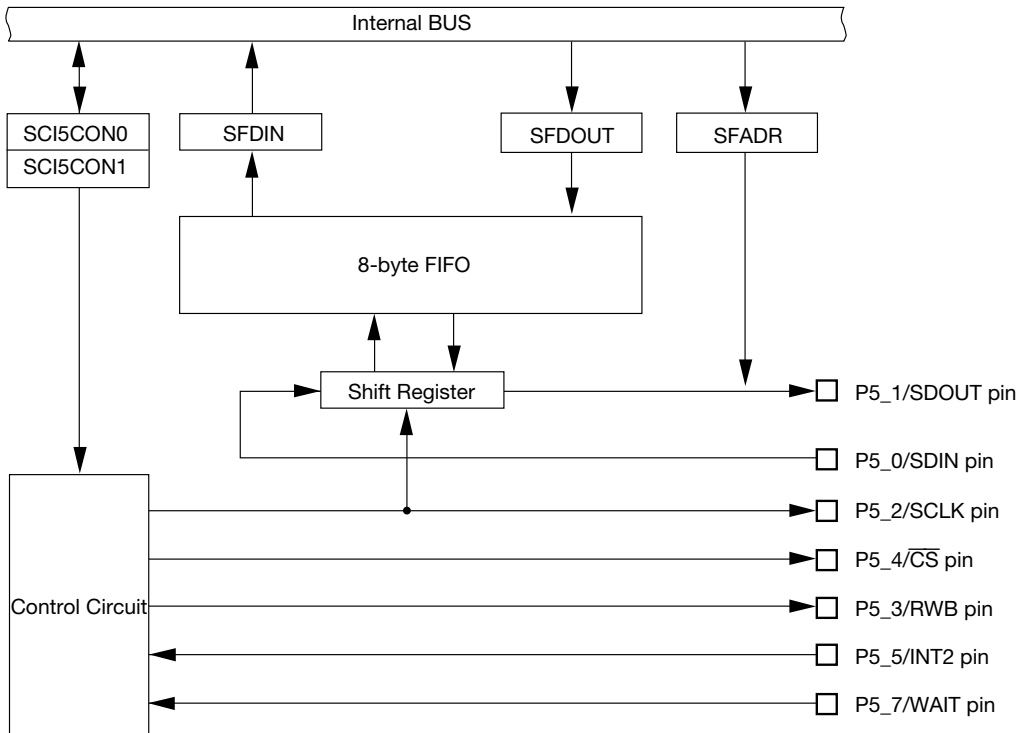 Internal BUS
SCI5CON0
SCI5CON1
SFDIN
SFDOUT
SFADR
8-byte FIFO
Shift Register
P5_1/SDOUT pin
P5_0/SDIN pin
P5_2/SCLK pin
P5_4/C̅S̅ pin
Control Circuit
P5_3/RWB pin
P5_5/INT2 pin
P5_7/WAIT pin